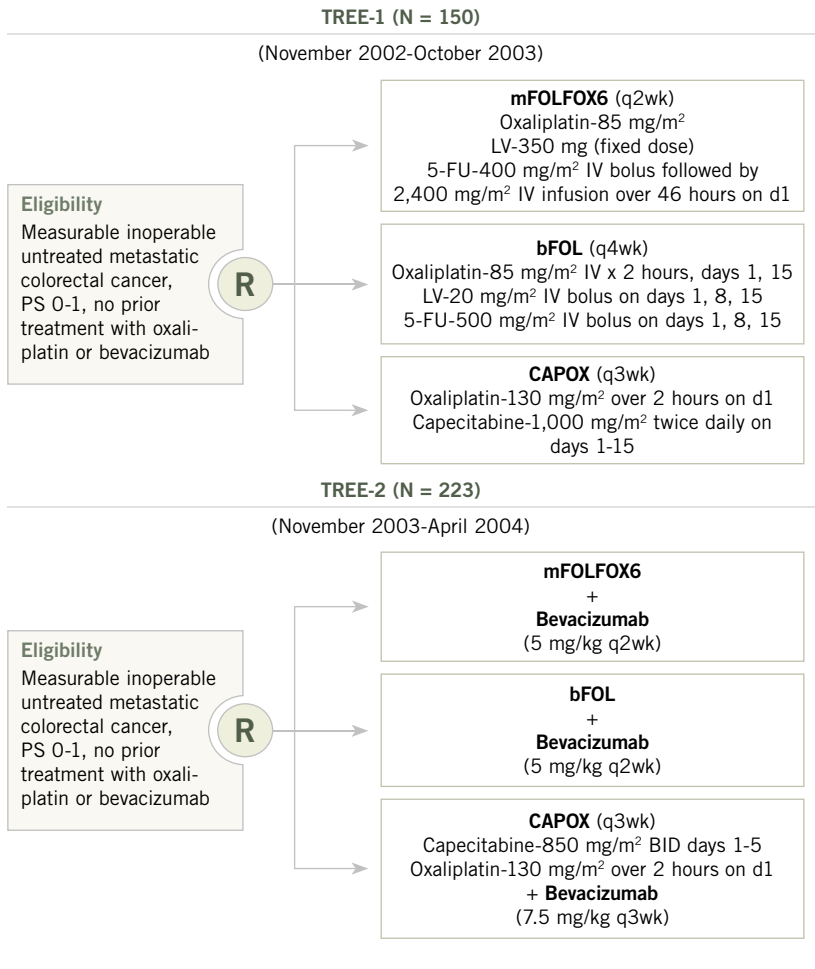 TREE-1 (N = 150)
(November 2002-October 2003)
Eligibility
Measurable inoperable
untreated metastatic
colorectal cancer,
PS 0-1, no prior
treatment with oxali-
platin or bevacizumab
R
mFOLFOX6 (q2wk)
Oxaliplatin-85 mg/m²
LV-350 mg (fixed dose)
5-FU-400 mg/m² IV bolus followed by
2,400 mg/m² IV infusion over 46 hours on d1
bFOL (q4wk)
Oxaliplatin-85 mg/m² IV x 2 hours, days 1, 15
LV-20 mg/m² IV bolus on days 1, 8, 15
5-FU-500 mg/m² IV bolus on days 1, 8, 15
CAPOX (q3wk)
Oxaliplatin-130 mg/m² over 2 hours on d1
Capecitabine-1,000 mg/m² twice daily on
days 1-15
TREE-2 (N = 223)
(November 2003-April 2004)
Eligibility
Measurable inoperable
untreated metastatic
colorectal cancer,
PS 0-1, no prior
treatment with oxali-
platin or bevacizumab
R
mFOLFOX6
+
Bevacizumab
(5 mg/kg q2wk)
bFOL
+
Bevacizumab
(5 mg/kg q2wk)
CAPOX (q3wk)
Capecitabine-850 mg/m² BID days 1-5
Oxaliplatin-130 mg/m² over 2 hours on d1
+ Bevacizumab
(7.5 mg/kg q3wk)